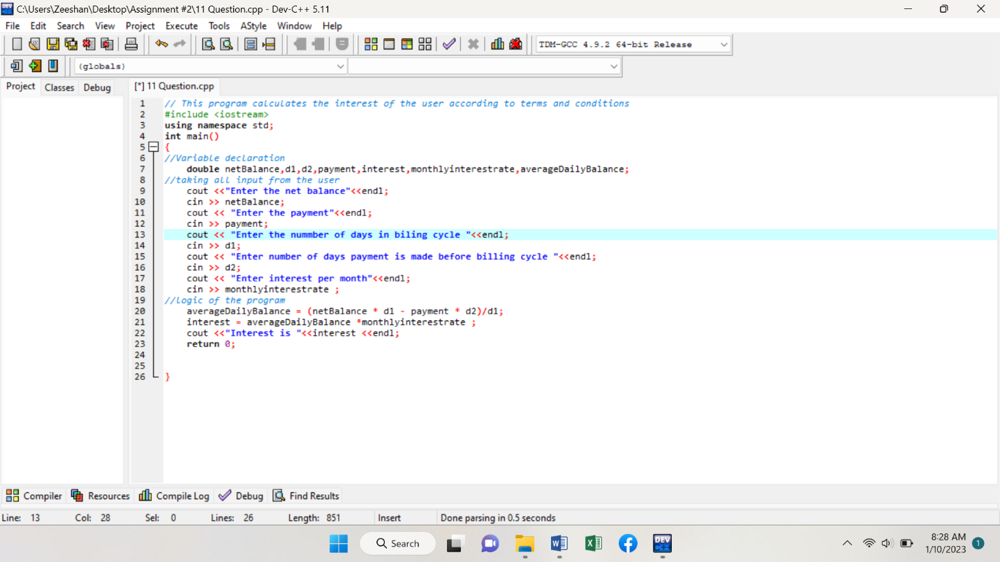 C:\Users\Zeeshan\Desktop\Assignment #2\11 Question.cpp - Dev-C++ 5.11
File Edit Search View Project Execute Tools AStyle Window Help
TDM-GCC 4.9.2 64-bit Release
(globals)
Project Classes Debug [*] 11 Question.cpp
1 // This program calculates the interest of the user according to terms and conditions
2 #include <iostream>
3 using namespace std;
4 int main()
5 {
6 //Variable declaration
7 double netBalance,d1,d2,payment,interest,monthlyinterestrate,averageDailyBalance;
8 //taking all input from the user
9 cout <<"Enter the net balance"<<endl;
10 cin >> netBalance;
11 cout << "Enter the payment"<<endl;
12 cin >> payment;
13 cout << "Enter the nummber of days in biling cycle "<<endl;
14 cin >> d1;
15 cout << "Enter number of days payment is made before billing cycle "<<endl;
16 cin >> d2;
17 cout << "Enter interest per month"<<endl;
18 cin >> monthlyinterestrate ;
19 //logic of the program
20 averageDailyBalance = (netBalance * d1 - payment * d2)/d1;
21 interest = averageDailyBalance *monthlyinterestrate ;
22 cout <<"Interest is "<<interest <<endl;
23 return 0;
24
25
26 }
Compiler Resources Compile Log Debug Find Results
Line: 13 Col: 28 Sel: 0 Lines: 26 Length: 851 Insert Done parsing in 0.5 seconds
Search
DEV
8:28 AM
1/10/2023
1